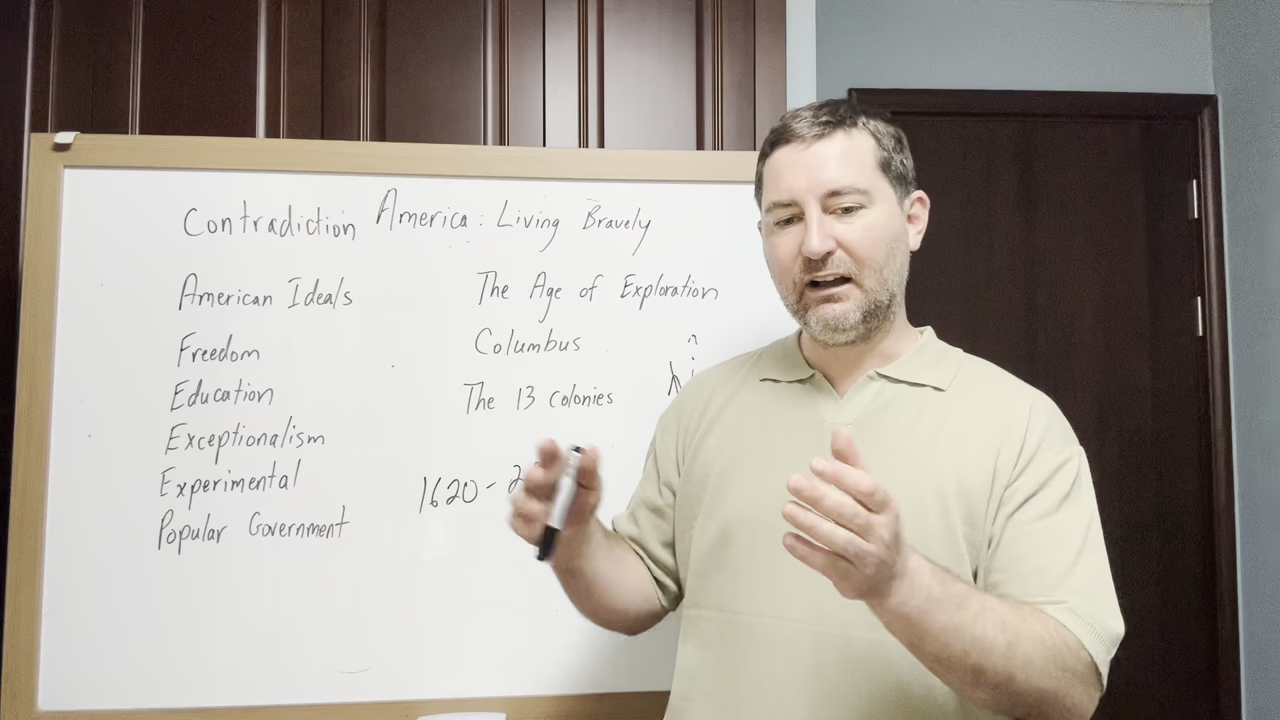 Contradiction America: Living Bravely
American Ideals
Freedom
Education
Exceptionalism
Experimental
Popular Government
The Age of Exploration
Columbus
The 13 colonies
1620 -